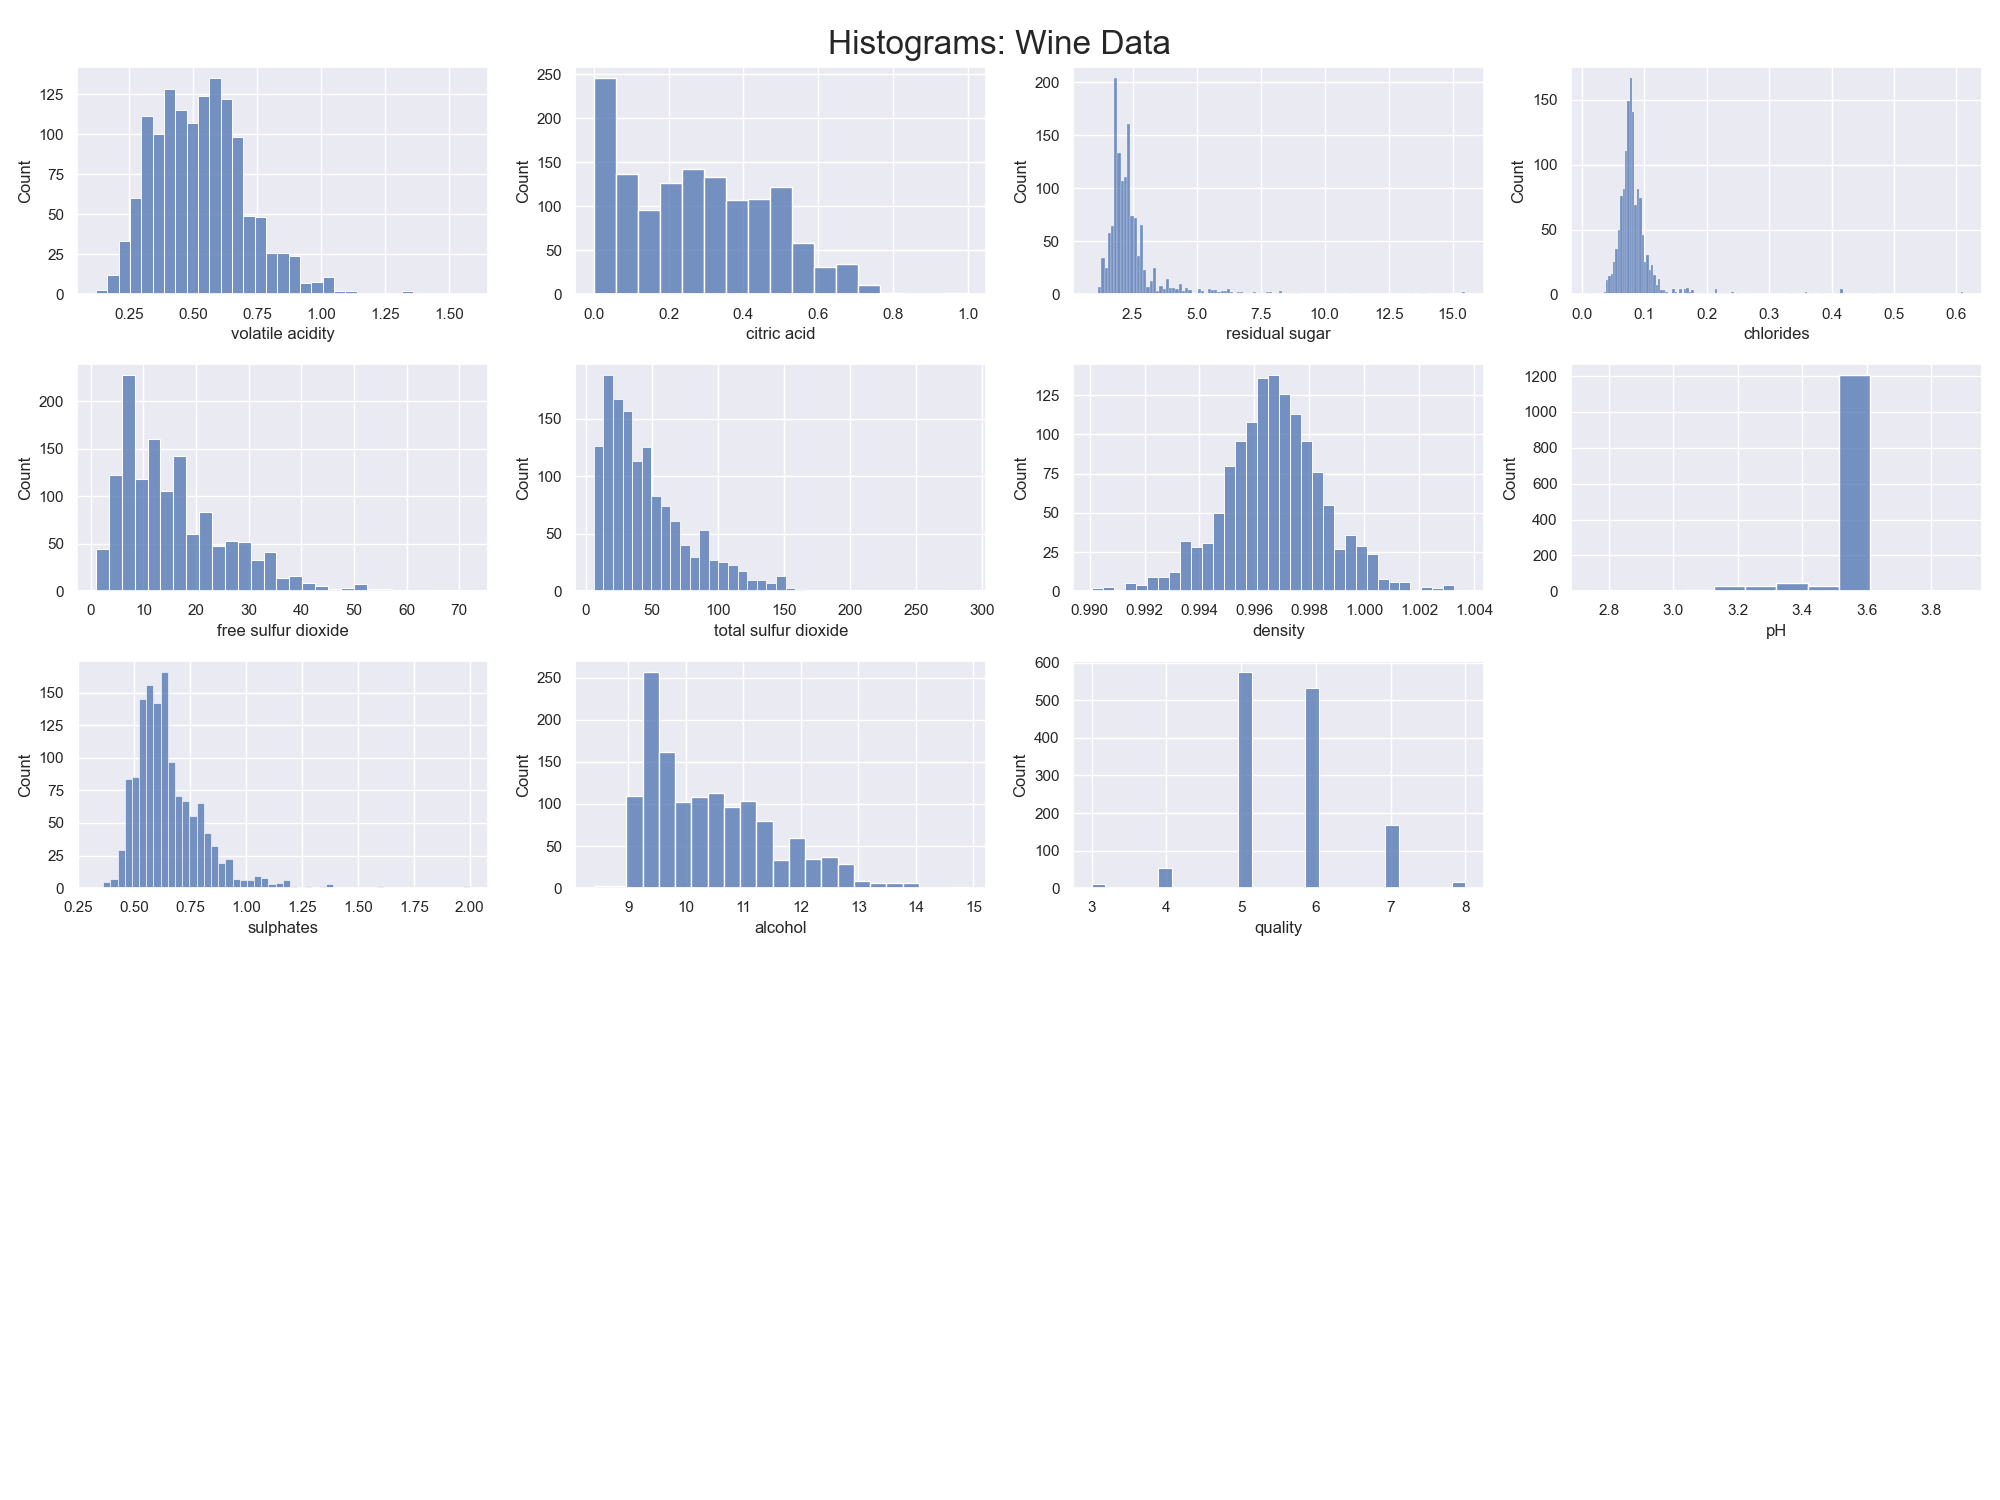 Histograms: Wine Data
125
100
75
50
25
0
Count
0.25 0.50 0.75 1.00 1.25 1.50
volatile acidity
250
200
150
100
50
0
Count
0.0 0.2 0.4 0.6 0.8 1.0
citric acid
200
150
100
50
0
Count
2.5 5.0 7.5 10.0 12.5 15.0
residual sugar
150
100
50
0
Count
0.0 0.1 0.2 0.3 0.4 0.5 0.6
chlorides
200
150
100
50
0
Count
0 10 20 30 40 50 60 70
free sulfur dioxide
150
100
50
0
Count
0 50 100 150 200 250 300
total sulfur dioxide
125
100
75
50
25
0
Count
0.990 0.992 0.994 0.996 0.998 1.000 1.002 1.004
density
1200
1000
800
600
400
200
0
Count
2.8 3.0 3.2 3.4 3.6 3.8
pH
150
125
100
75
50
25
0
Count
0.25 0.50 0.75 1.00 1.25 1.50 1.75 2.00
sulphates
250
200
150
100
50
0
Count
9 10 11 12 13 14 15
alcohol
600
500
400
300
200
100
0
Count
3 4 5 6 7 8
quality